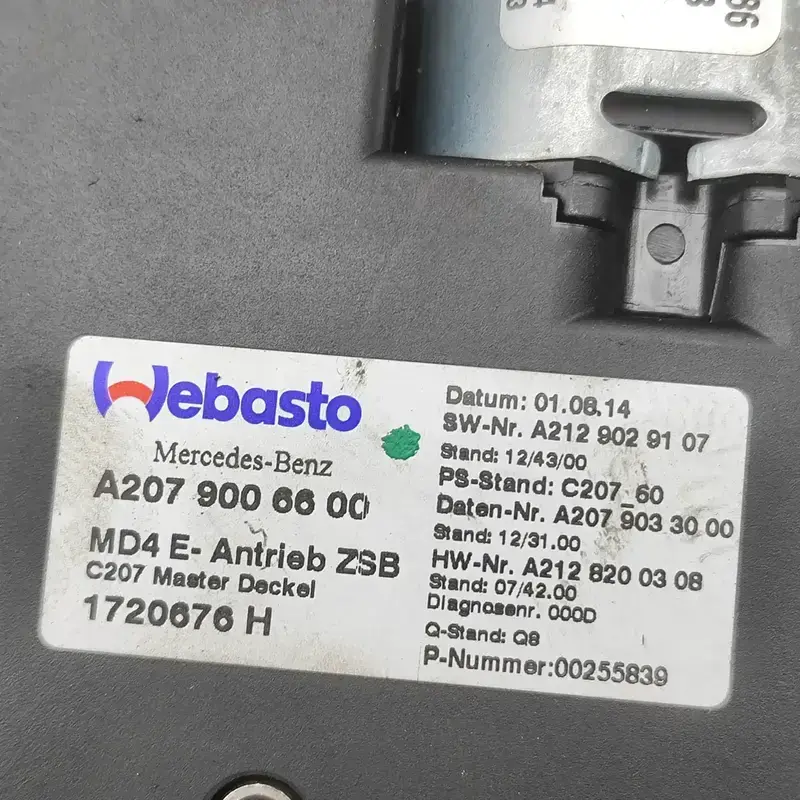 Webasto
Mercedes-Benz
A207 900 66 00
MD4 E- Antrieb ZSB
C207 Master Deckel
1720676 H
Datum: 01.08.14
SW-Nr. A212 902 91 07
Stand: 12/43/00
PS-Stand: C207_60
Daten-Nr. A207 903 30 00
Stand: 12/31.00
HW-Nr. A212 820 03 08
Stand: 07/42.00
Diagnosenr. 000D
Q-Stand: Q8
P-Nummer:00255839